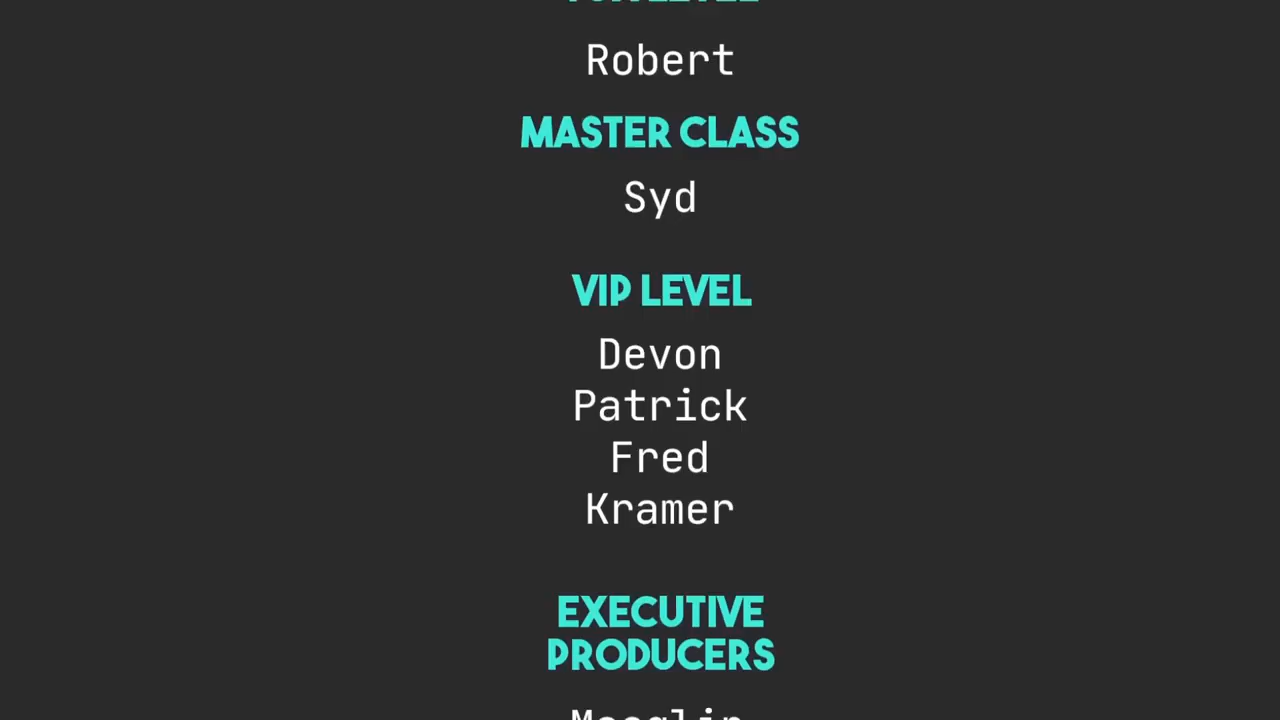 Robert
MASTER CLASS
Syd
VIP LEVEL
Devon
Patrick
Fred
Kramer
EXECUTIVE
PRODUCERS